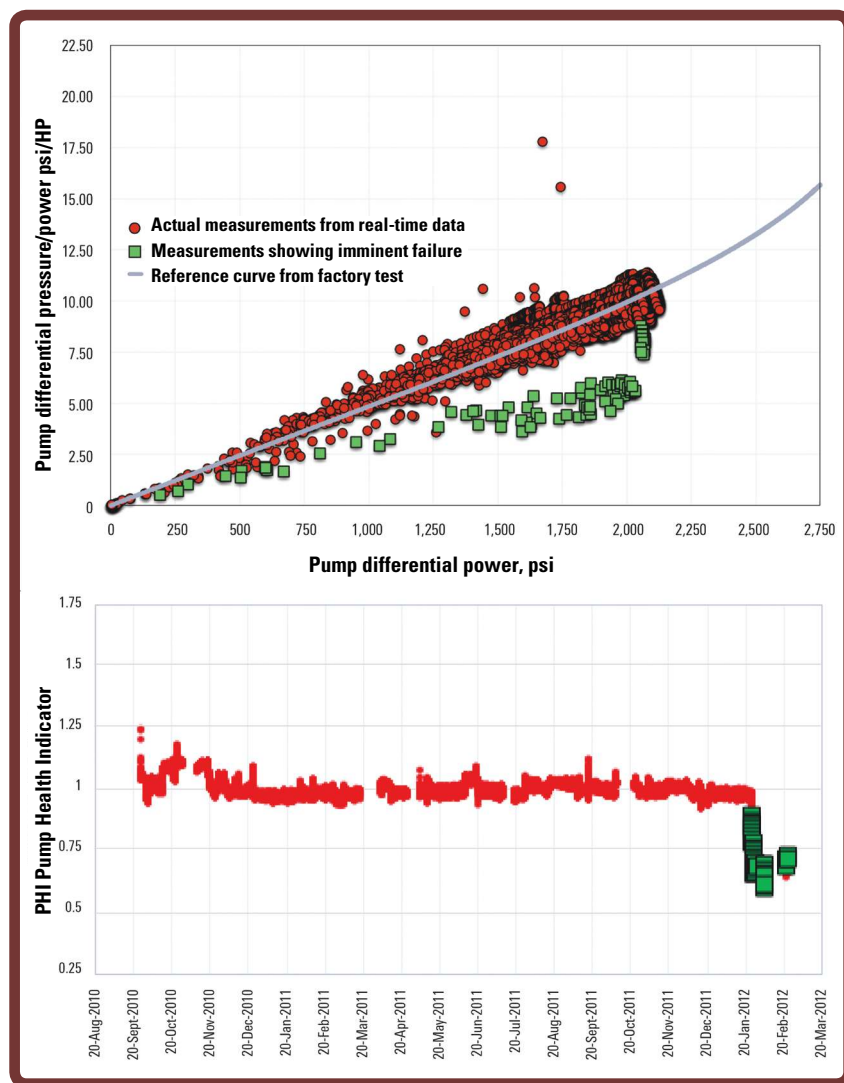 Pump differential pressure/power psi/HP
22.50
20.00
17.50
15.00
12.50
10.00
7.50
5.00
2.50
0
Actual measurements from real-time data
Measurements showing imminent failure
Reference curve from factory test
0
250
500
750
1,000
1,250
1,500
1,750
2,000
2,250
2,500
2,750
Pump differential power, psi
PHI Pump Health Indicator
1.75
1.5
1.25
1
0.75
0.5
0.25
20-Aug-2010
20-Sept-2010
20-Oct-2010
20-Nov-2010
20-Dec-2010
20-Jan-2011
20-Feb-2011
20-Mar-2011
20-Apr-2011
20-May-2011
20-Jun-2011
20-Jul-2011
20-Aug-2011
20-Sept-2011
20-Oct-2011
20-Nov-2011
20-Dec-2011
20-Jan-2012
20-Feb-2012
20-Mar-2012